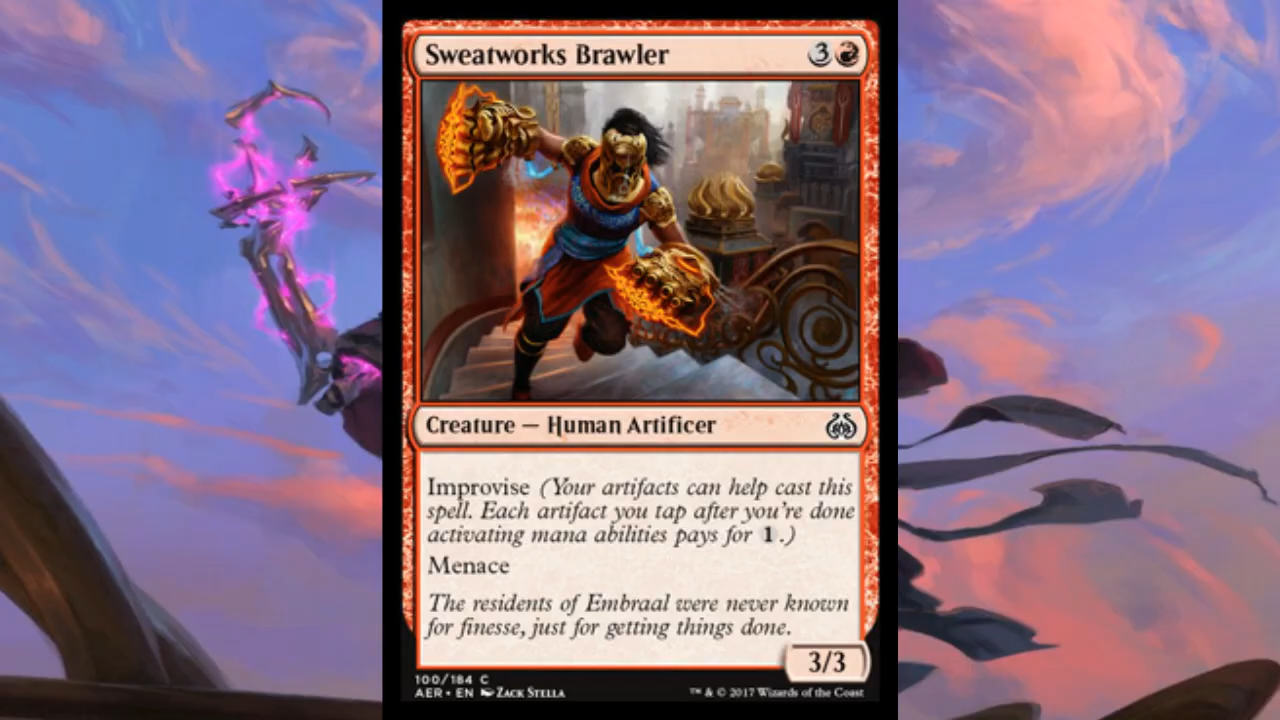 Sweatworks Brawler 3
Creature — Human Artificer
Improvise (Your artifacts can help cast this
spell. Each artifact you tap after you're done
activating mana abilities pays for 1.)
Menace
The residents of Embraal were never known
for finesse, just for getting things done.
3/3
100/184 C
AER • EN Zack Stella
™ & © 2017 Wizards of the Coast